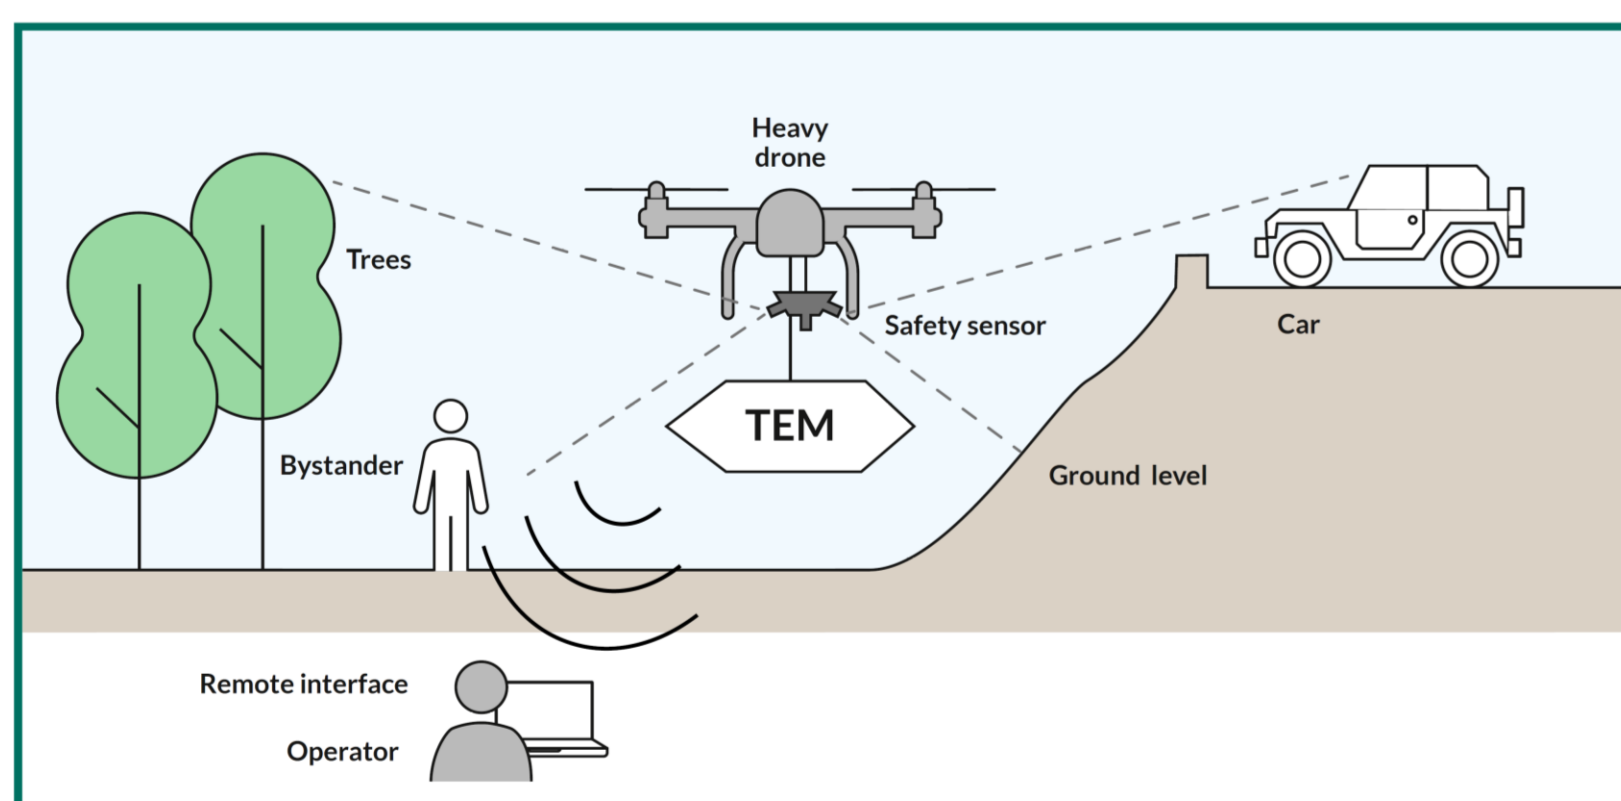 Heavy
drone
Trees
Safety sensor
Car
TEM
Bystander
Ground level
Remote interface
Operator